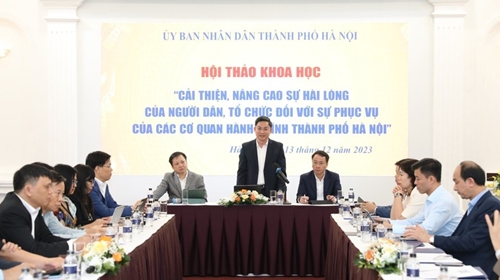 ỦY BAN NHÂN DÂN THÀNH PHỐ HÀ NỘI
HỘI THẢO KHOA HỌC
“CẢI THIỆN, NÂNG CAO SỰ HÀI LÒNG
CỦA NGƯỜI DÂN, TỔ CHỨC ĐỐI VỚI SỰ PHỤC VỤ
CỦA CÁC CƠ QUAN HÀNH THÀNH PHỐ HÀ NỘI”
13 tháng 12 năm 2023